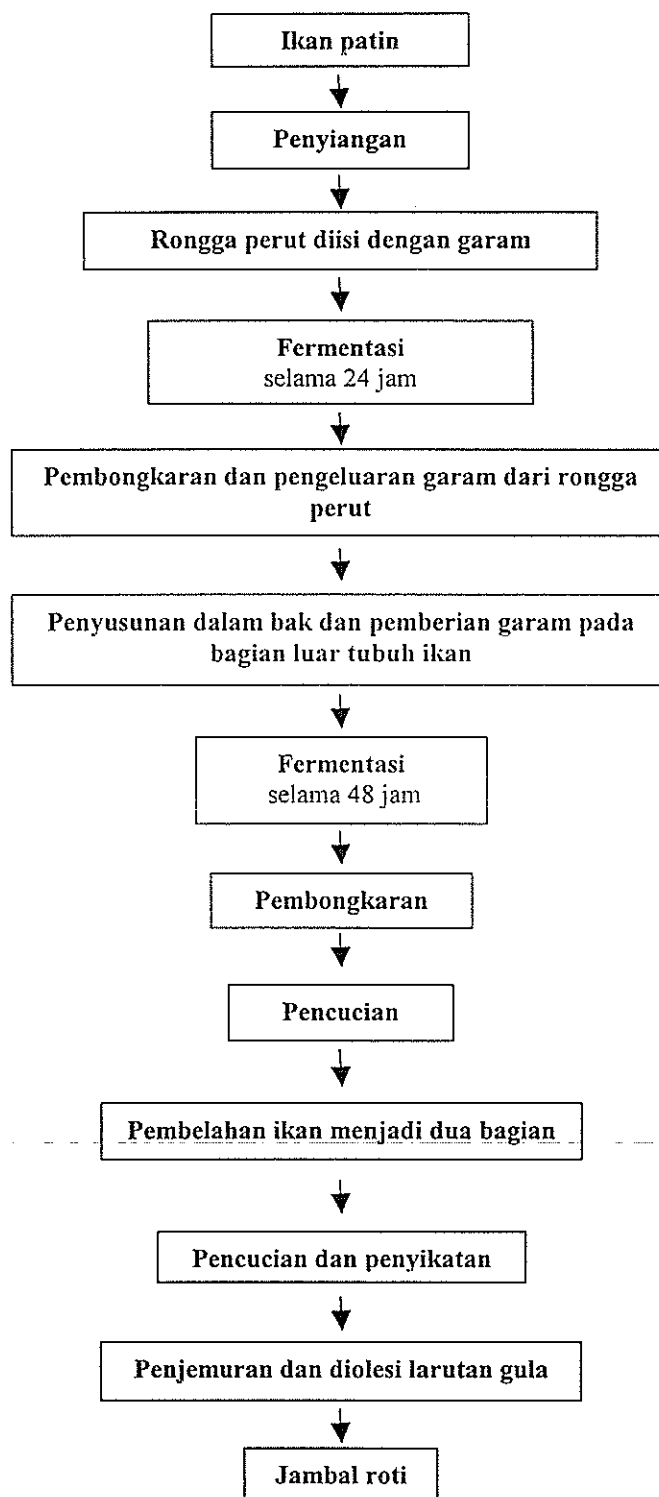 Ikan patin
Penyiangan
Rongga perut diisi dengan garam
Fermentasi
selama 24 jam
Pembongkaran dan pengeluaran garam dari rongga
perut
Penyusunan dalam bak dan pemberian garam pada
bagian luar tubuh ikan
Fermentasi
selama 48 jam
Pembongkaran
Pencucian
Pembelahan ikan menjadi dua bagian
Pencucian dan penyikatan
Penjemuran dan diolesi larutan gula
Jambal roti